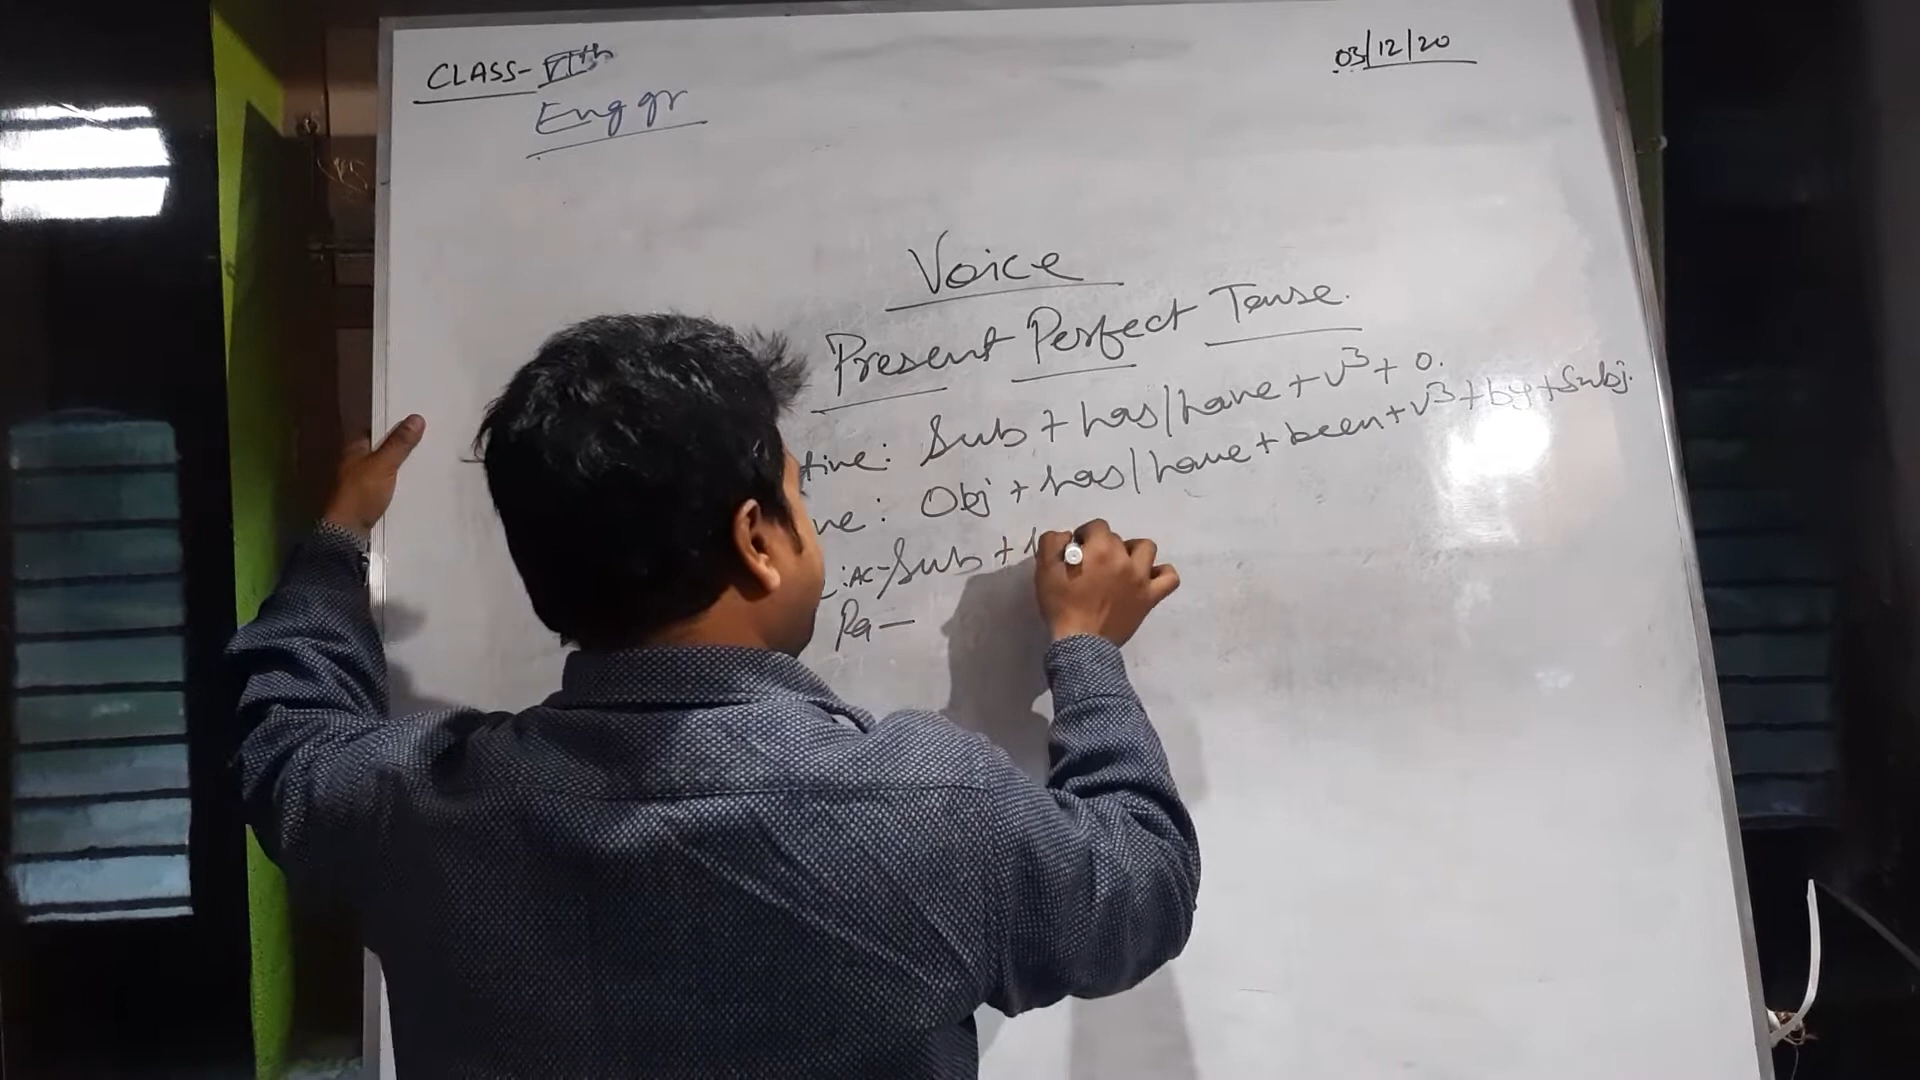 CLASS- VIth
03/12/20
Eng gr
Voice
Present Perfect Tense.
tive: Sub + has/have + V3 + O.
ve: Obj + has/have + been + V3 + by + Subj.
: AC- Sub + h
Pa —